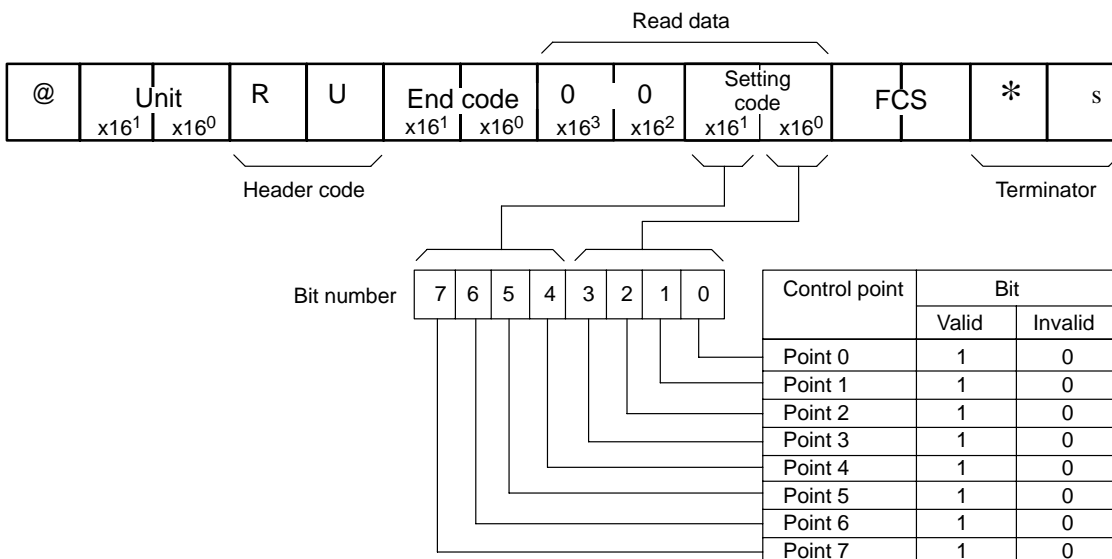 Read data
@ Unit R U End code 0 0 Setting code FCS * s
x16¹ x16⁰ x16¹ x16⁰ x16³ x16² x16¹ x16⁰
Header code Terminator
Bit number 7 6 5 4 3 2 1 0
Control point Bit
Valid Invalid
Point 0 1 0
Point 1 1 0
Point 2 1 0
Point 3 1 0
Point 4 1 0
Point 5 1 0
Point 6 1 0
Point 7 1 0